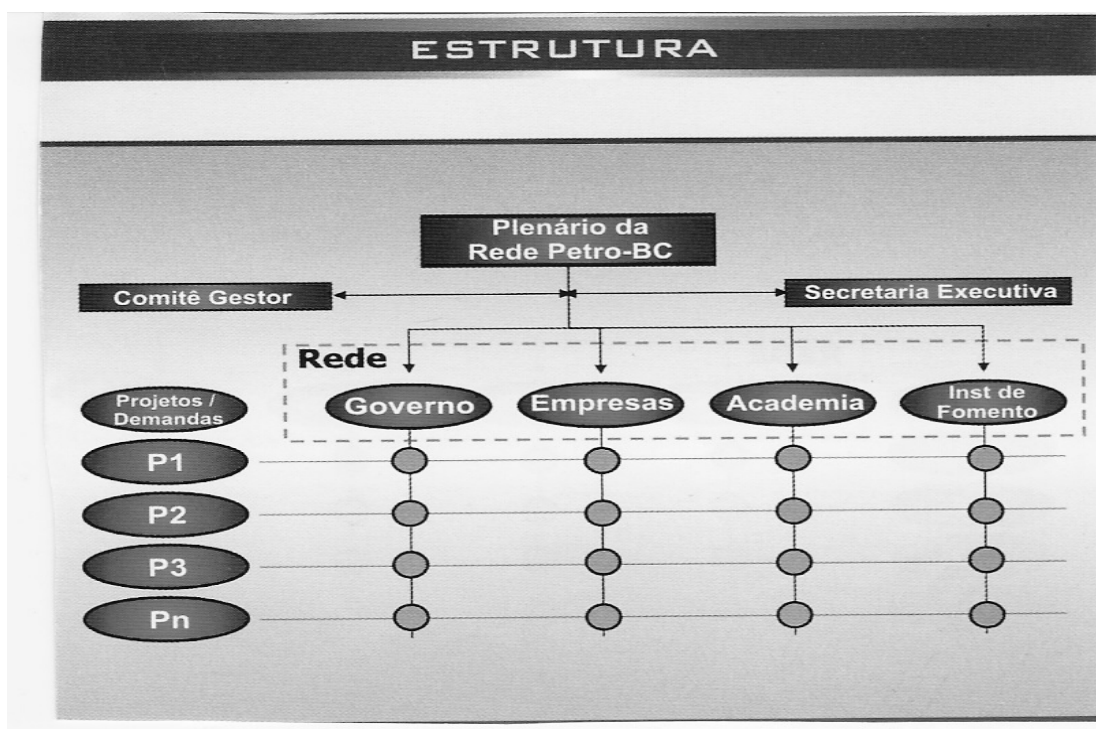 ESTRUTURA
Plenário da
Rede Petro-BC
Comitê Gestor
Secretaria Executiva
Rede
Projetos /
Demandas
Governo
Empresas
Academia
Inst de
Fomento
P1
P2
P3
Pn